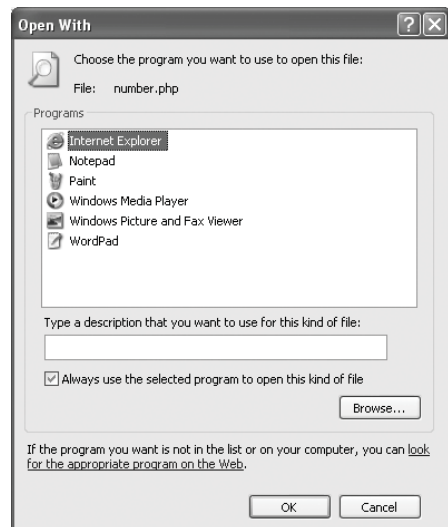 Open With
Choose the program you want to use to open this file:
File: number.php
Programs
Internet Explorer
Notepad
Paint
Windows Media Player
Windows Picture and Fax Viewer
WordPad
Type a description that you want to use for this kind of file:
Always use the selected program to open this kind of file
Browse...
If the program you want is not in the list or on your computer, you can look
for the appropriate program on the Web.
OK
Cancel